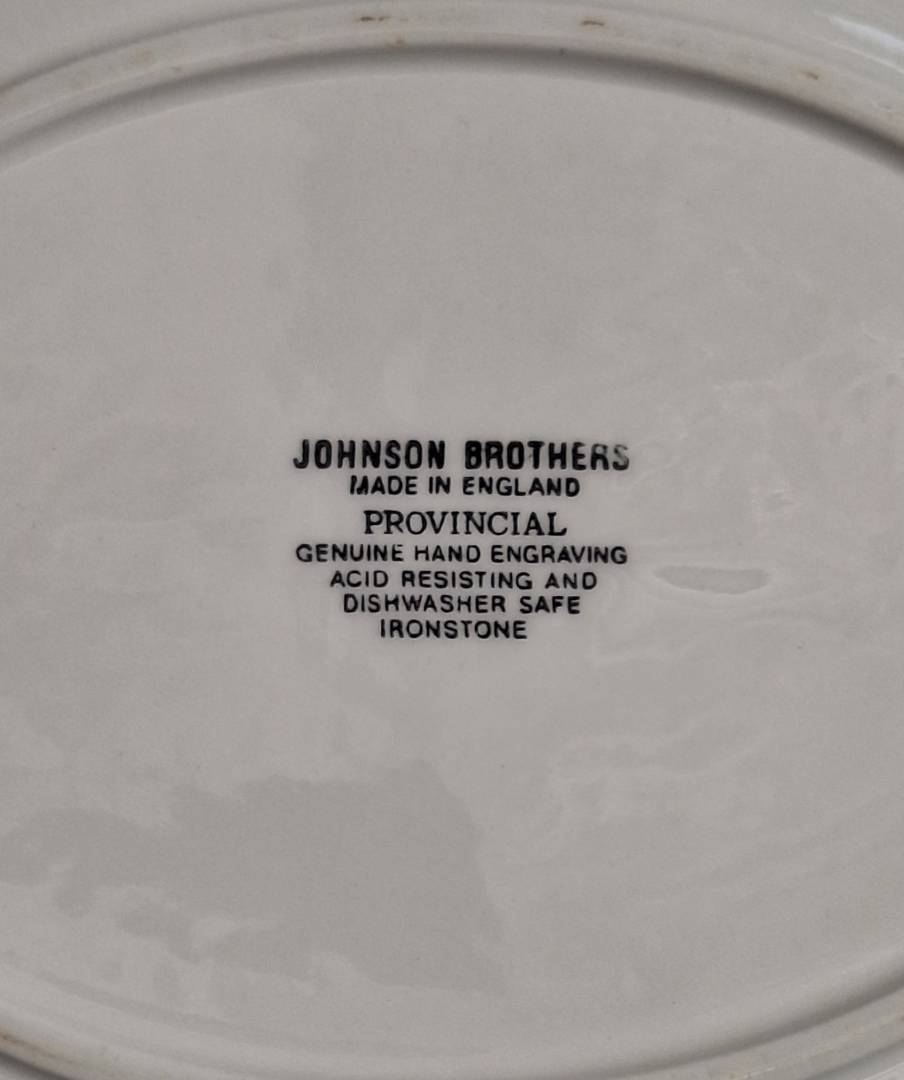 JOHNSON BROTHERS
MADE IN ENGLAND
PROVINCIAL
GENUINE HAND ENGRAVING
ACID RESISTING AND
DISHWASHER SAFE
IRONSTONE